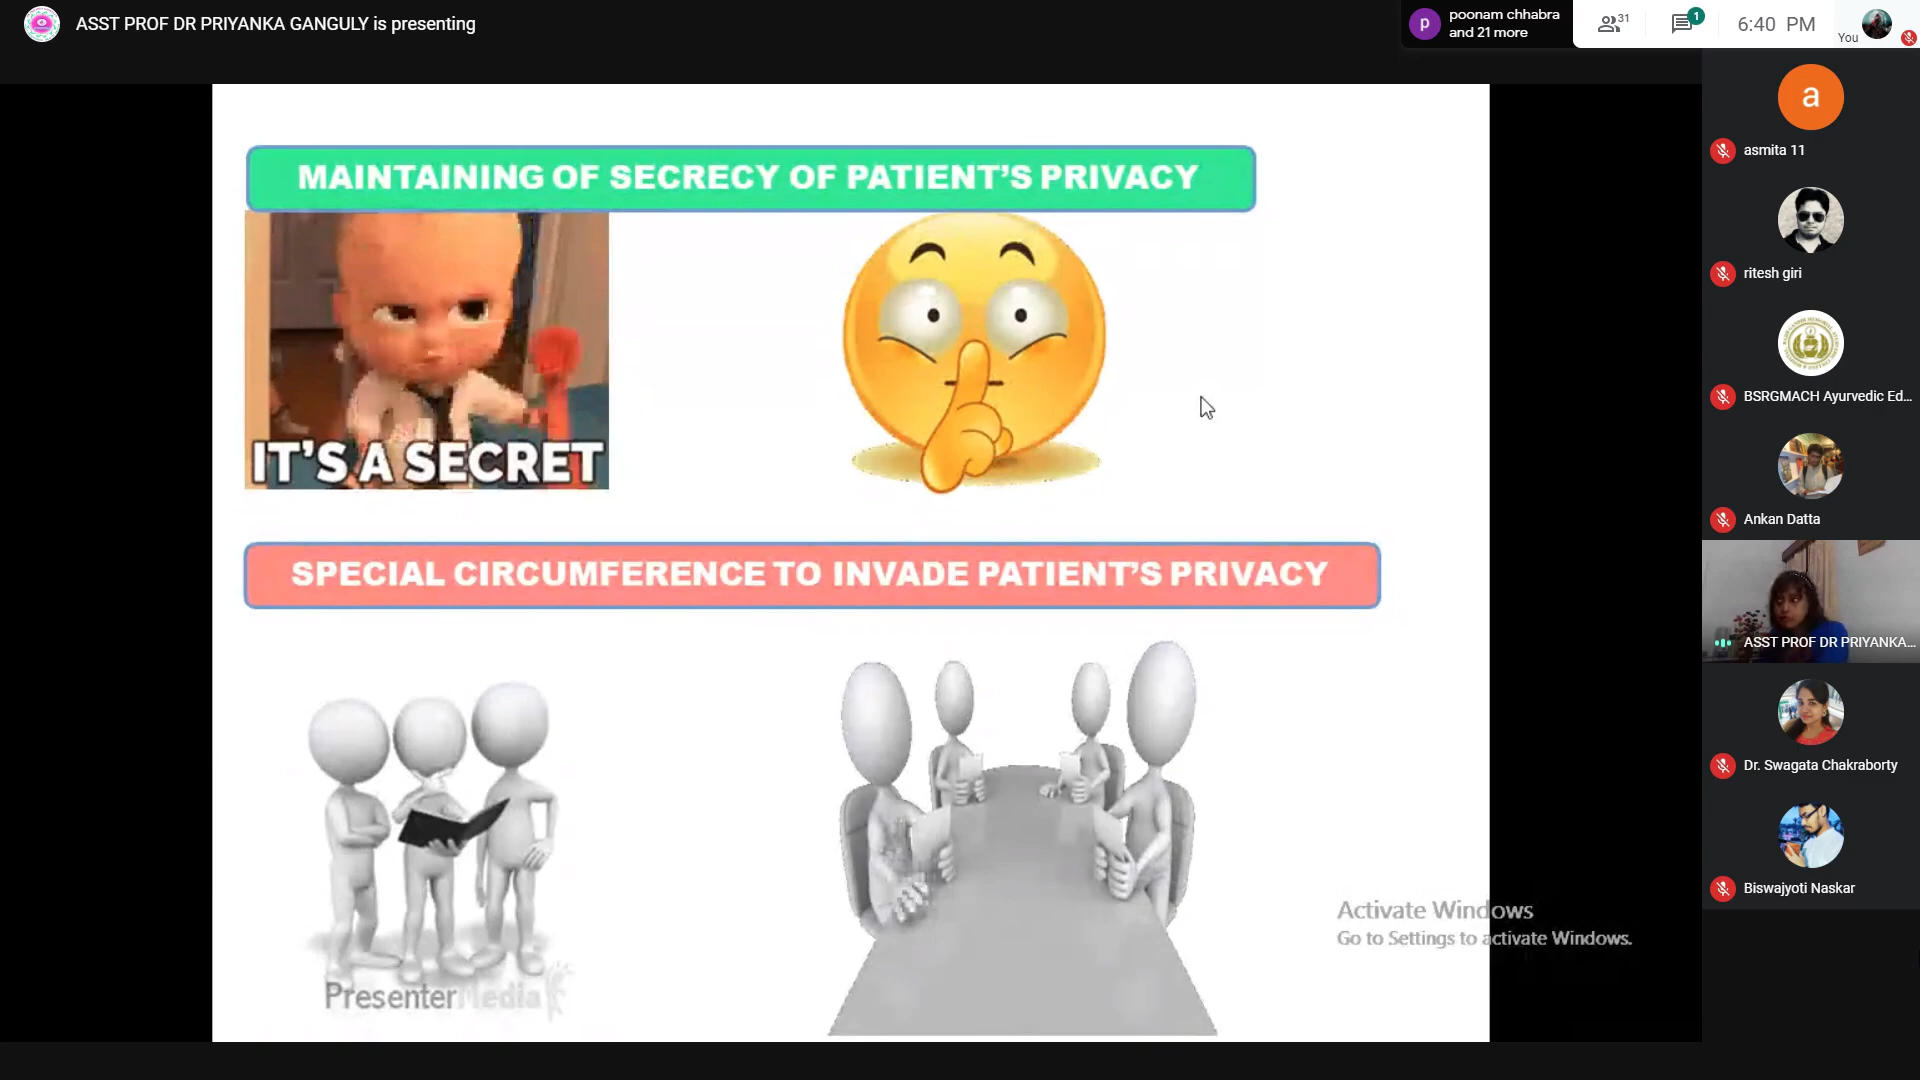 ASST PROF DR PRIYANKA GANGULY is presenting
p
poonam chhabra
and 21 more
31
1
6:40 PM
You
MAINTAINING OF SECRECY OF PATIENT'S PRIVACY
IT'S A SECRET
SPECIAL CIRCUMFERENCE TO INVADE PATIENT'S PRIVACY
PresenterMedia
Activate Windows
Go to Settings to activate Windows.
a
asmita 11
ritesh giri
BSRGMACH Ayurvedic Ed...
Ankan Datta
ASST PROF DR PRIYANKA...
Dr. Swagata Chakraborty
Biswajyoti Naskar